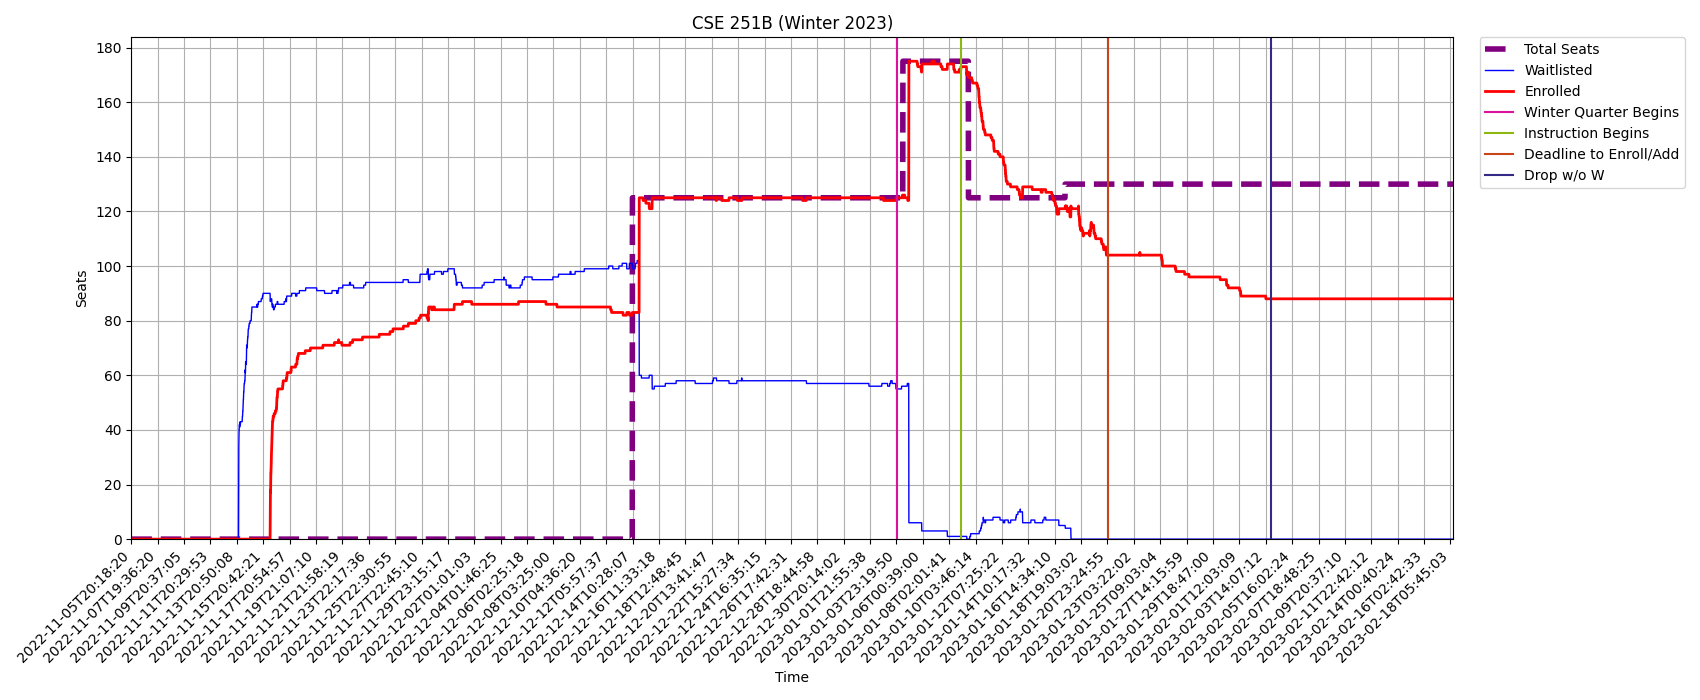 CSE 251B (Winter 2023)
180
160
140
120
100
80
60
40
20
0
Seats
2022-11-05T20:18:20
2022-11-07T19:36:20
2022-11-09T20:37:05
2022-11-11T20:29:53
2022-11-13T20:50:08
2022-11-15T20:42:21
2022-11-17T20:54:57
2022-11-19T21:07:10
2022-11-21T21:58:19
2022-11-23T22:17:36
2022-11-25T22:30:55
2022-11-27T22:45:10
2022-11-29T23:15:17
2022-12-02T01:01:03
2022-12-04T01:46:25
2022-12-06T02:25:18
2022-12-08T03:25:00
2022-12-10T04:36:20
2022-12-12T05:57:37
2022-12-14T10:28:07
2022-12-16T11:33:18
2022-12-18T12:48:45
2022-12-20T13:41:47
2022-12-22T15:27:34
2022-12-24T16:35:15
2022-12-26T17:42:31
2022-12-28T18:44:58
2022-12-30T20:14:02
2023-01-01T21:55:38
2023-01-03T23:19:50
2023-01-06T00:39:00
2023-01-08T02:01:41
2023-01-10T03:46:14
2023-01-12T07:25:22
2023-01-14T10:17:32
2023-01-16T14:34:10
2023-01-18T19:03:02
2023-01-20T23:24:55
2023-01-23T03:22:02
2023-01-25T09:03:04
2023-01-27T14:15:59
2023-01-29T18:47:00
2023-02-01T12:03:09
2023-02-03T14:07:12
2023-02-05T16:02:24
2023-02-07T18:48:25
2023-02-09T20:37:10
2023-02-11T22:42:12
2023-02-14T00:40:24
2023-02-16T02:42:33
2023-02-18T05:45:03
Time
Total Seats
Waitlisted
Enrolled
Winter Quarter Begins
Instruction Begins
Deadline to Enroll/Add
Drop w/o W